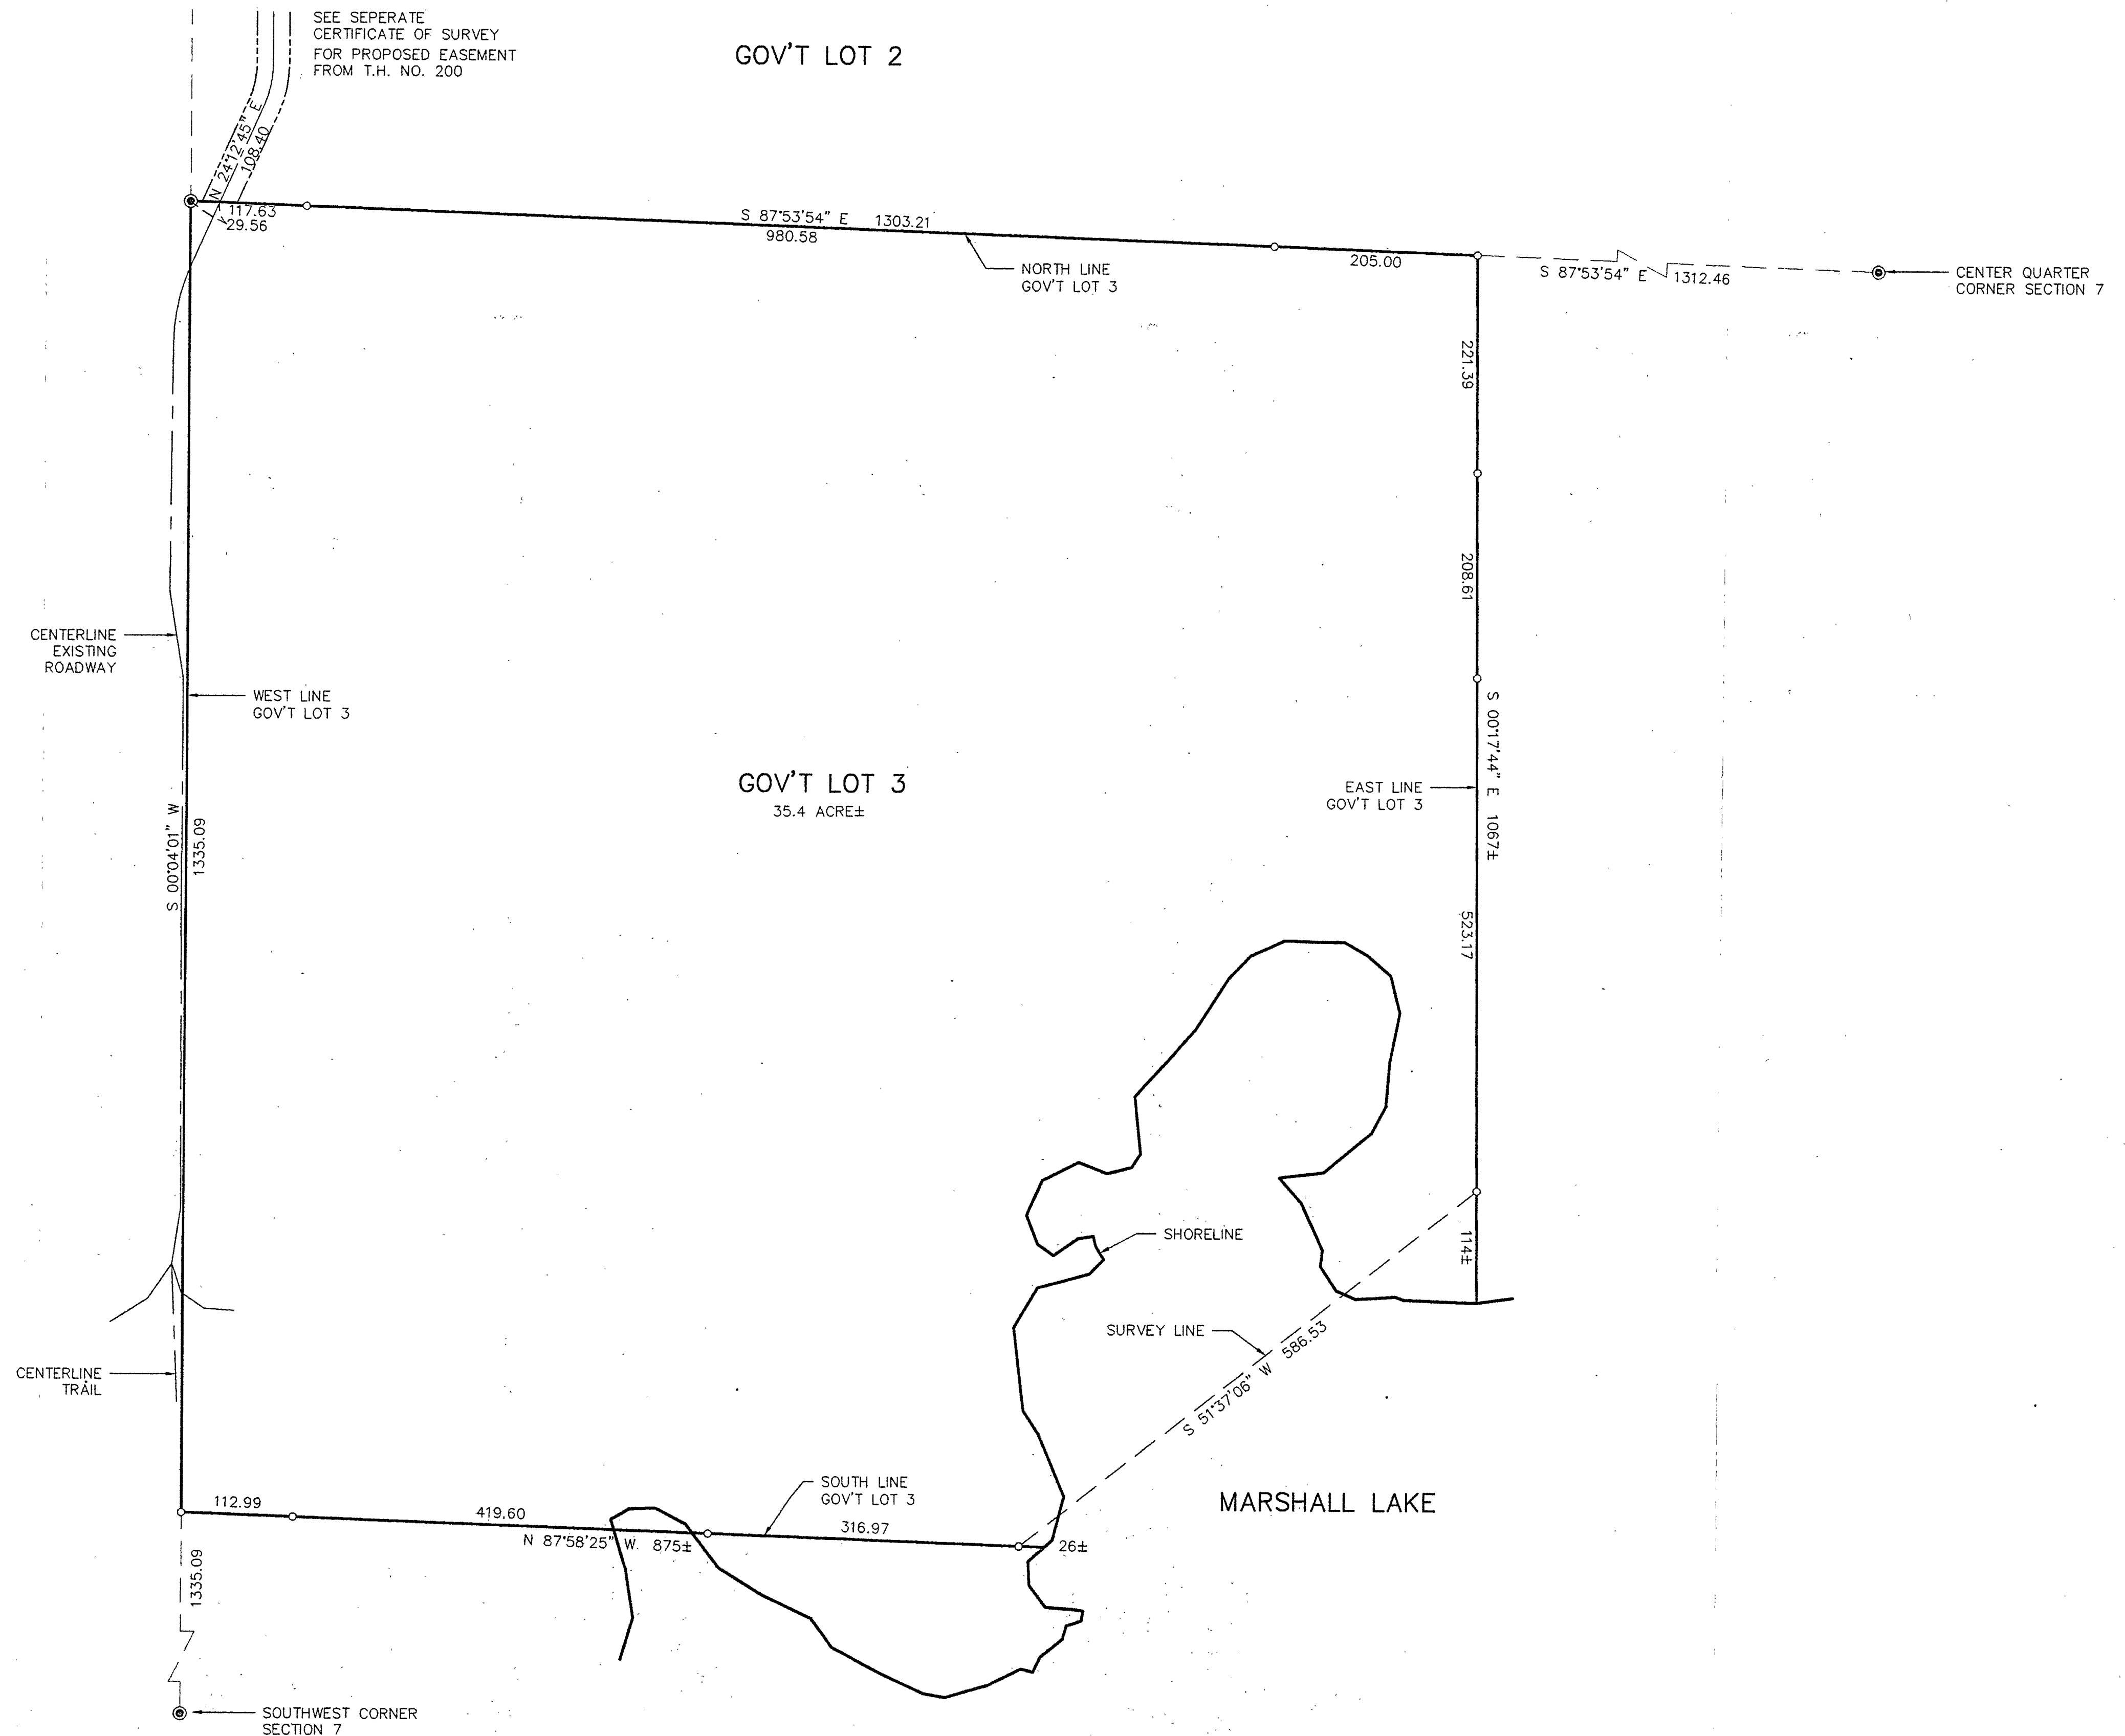 SEE SEPERATE
CERTIFICATE OF SURVEY
FOR PROPOSED EASEMENT
FROM T.H. NO. 200
GOV'T LOT 2
N 24°12'45" E
108.40
117.63
29.56
S 87°53'54" E 1303.21
980.58
205.00
NORTH LINE
GOV'T LOT 3
S 87°53'54" E 1312.46
CENTER QUARTER
CORNER SECTION 7
221.39
208.61
CENTERLINE
EXISTING
ROADWAY
WEST LINE
GOV'T LOT 3
S 00°04'01" W
1335.09
GOV'T LOT 3
35.4 ACRE±
EAST LINE
GOV'T LOT 3
S 00°17'44" E 1067±
523.17
114±
SHORELINE
SURVEY LINE
S 51°37'06" W 586.53
CENTERLINE
TRAIL
MARSHALL LAKE
SOUTH LINE
GOV'T LOT 3
112.99
419.60
316.97
26±
N 87°58'25" W 875±
1335.09
SOUTHWEST CORNER
SECTION 7